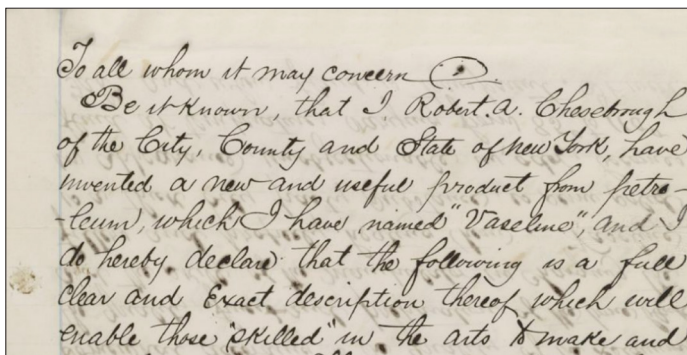 To all whom it may concern
Be it Known, that I, Robert. A. Chesebrough
of the City, County and State of New York, have
invented a new and useful product from petro-
-leum, which I have named "Vaseline", and I
do hereby declare that the following is a full
clear and Exact description thereof which will
enable those "skilled" in the arts to make and